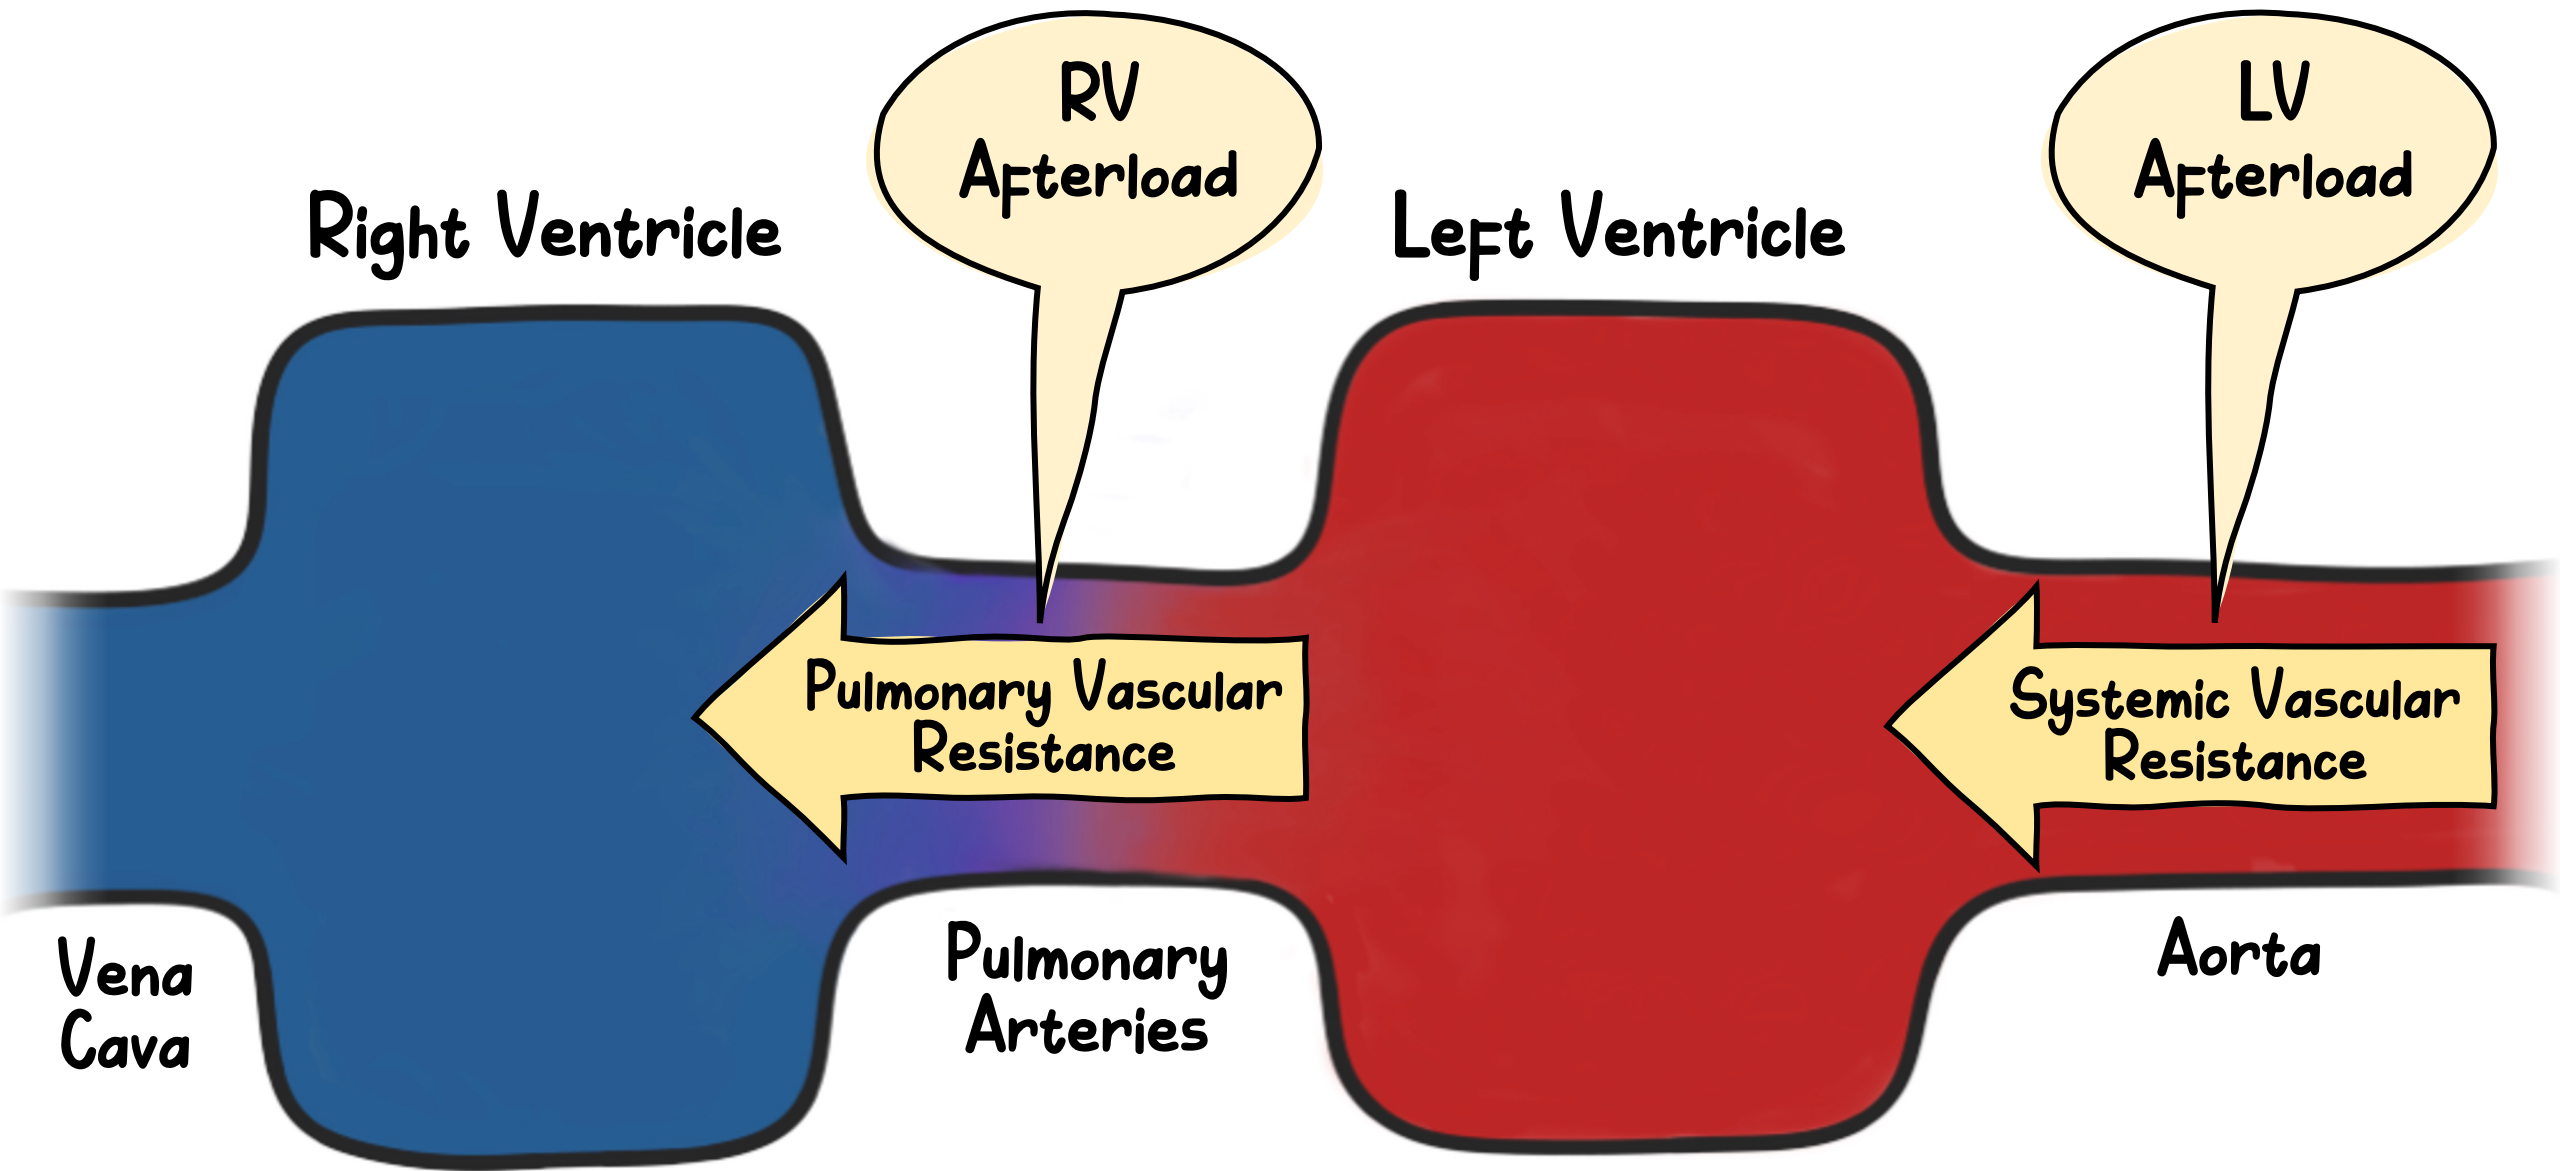 RV
Afterload
LV
Afterload
Right Ventricle
Left Ventricle
Pulmonary Vascular
Resistance
Systemic Vascular
Resistance
Vena
Cava
Pulmonary
Arteries
Aorta